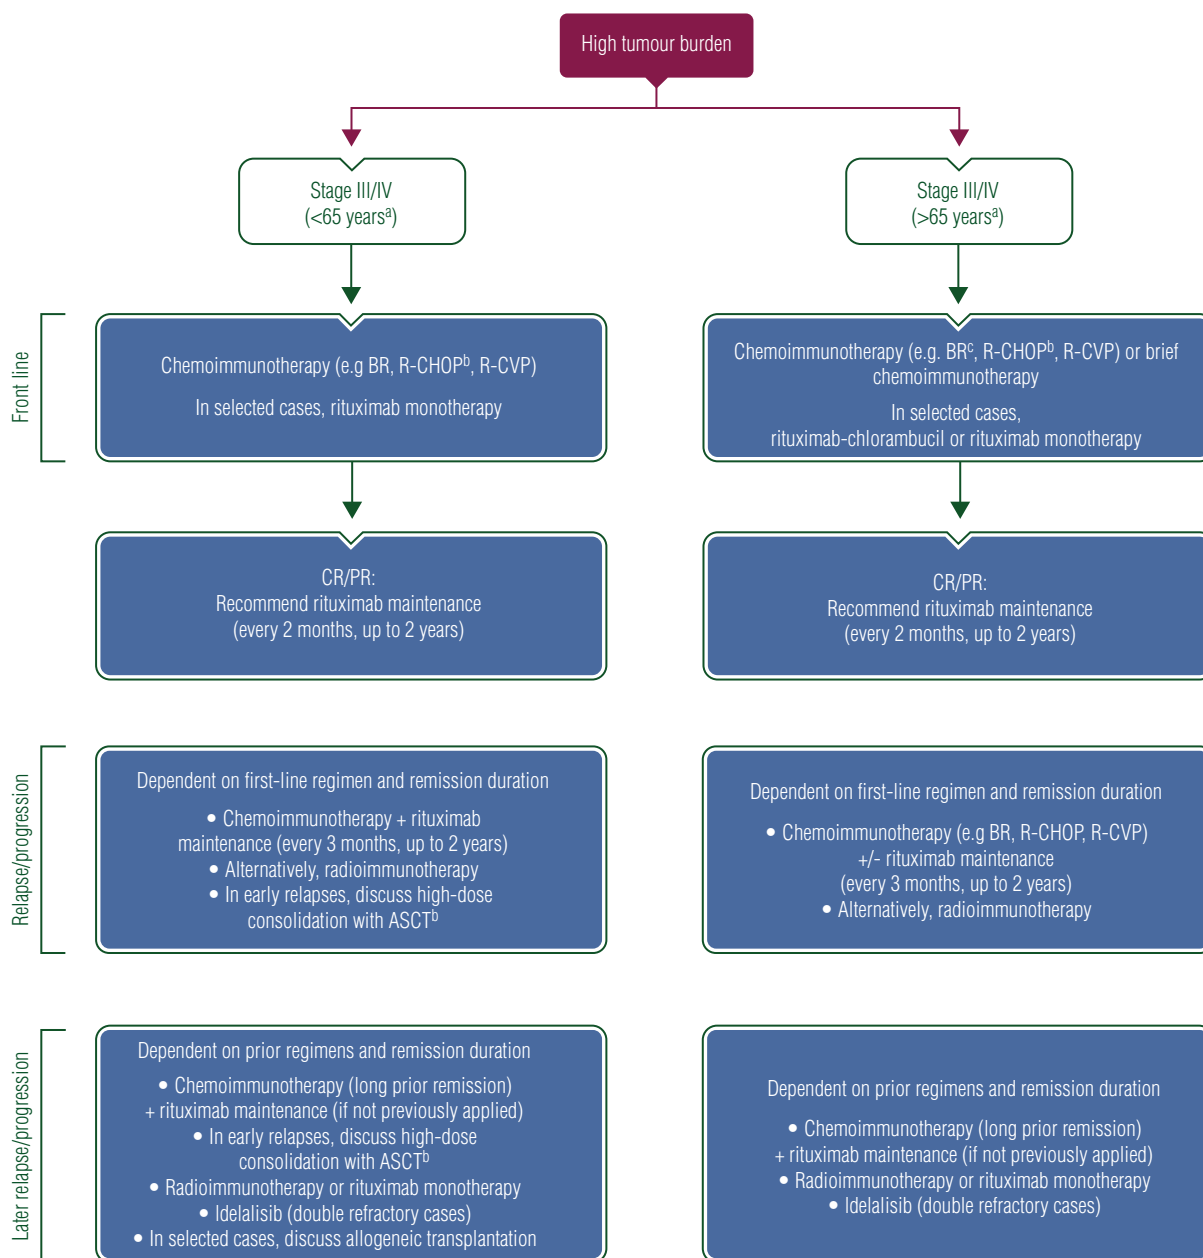 High tumour burden
Stage III/IV
(<65 yearsᵃ)
Stage III/IV
(>65 yearsᵃ)
Front line
Chemoimmunotherapy (e.g BR, R-CHOPᵇ, R-CVP)
In selected cases, rituximab monotherapy
Chemoimmunotherapy (e.g. BRᶜ, R-CHOPᵇ, R-CVP) or brief
chemoimmunotherapy
In selected cases,
rituximab-chlorambucil or rituximab monotherapy
CR/PR:
Recommend rituximab maintenance
(every 2 months, up to 2 years)
CR/PR:
Recommend rituximab maintenance
(every 2 months, up to 2 years)
Relapse/progression
Dependent on first-line regimen and remission duration
• Chemoimmunotherapy + rituximab
maintenance (every 3 months, up to 2 years)
• Alternatively, radioimmunotherapy
• In early relapses, discuss high-dose
consolidation with ASCTᵇ
Dependent on first-line regimen and remission duration
• Chemoimmunotherapy (e.g BR, R-CHOP, R-CVP)
+/- rituximab maintenance
(every 3 months, up to 2 years)
• Alternatively, radioimmunotherapy
Later relapse/progression
Dependent on prior regimens and remission duration
• Chemoimmunotherapy (long prior remission)
+ rituximab maintenance (if not previously applied)
• In early relapses, discuss high-dose
consolidation with ASCTᵇ
• Radioimmunotherapy or rituximab monotherapy
• Idelalisib (double refractory cases)
• In selected cases, discuss allogeneic transplantation
Dependent on prior regimens and remission duration
• Chemoimmunotherapy (long prior remission)
+ rituximab maintenance (if not previously applied)
• Radioimmunotherapy or rituximab monotherapy
• Idelalisib (double refractory cases)